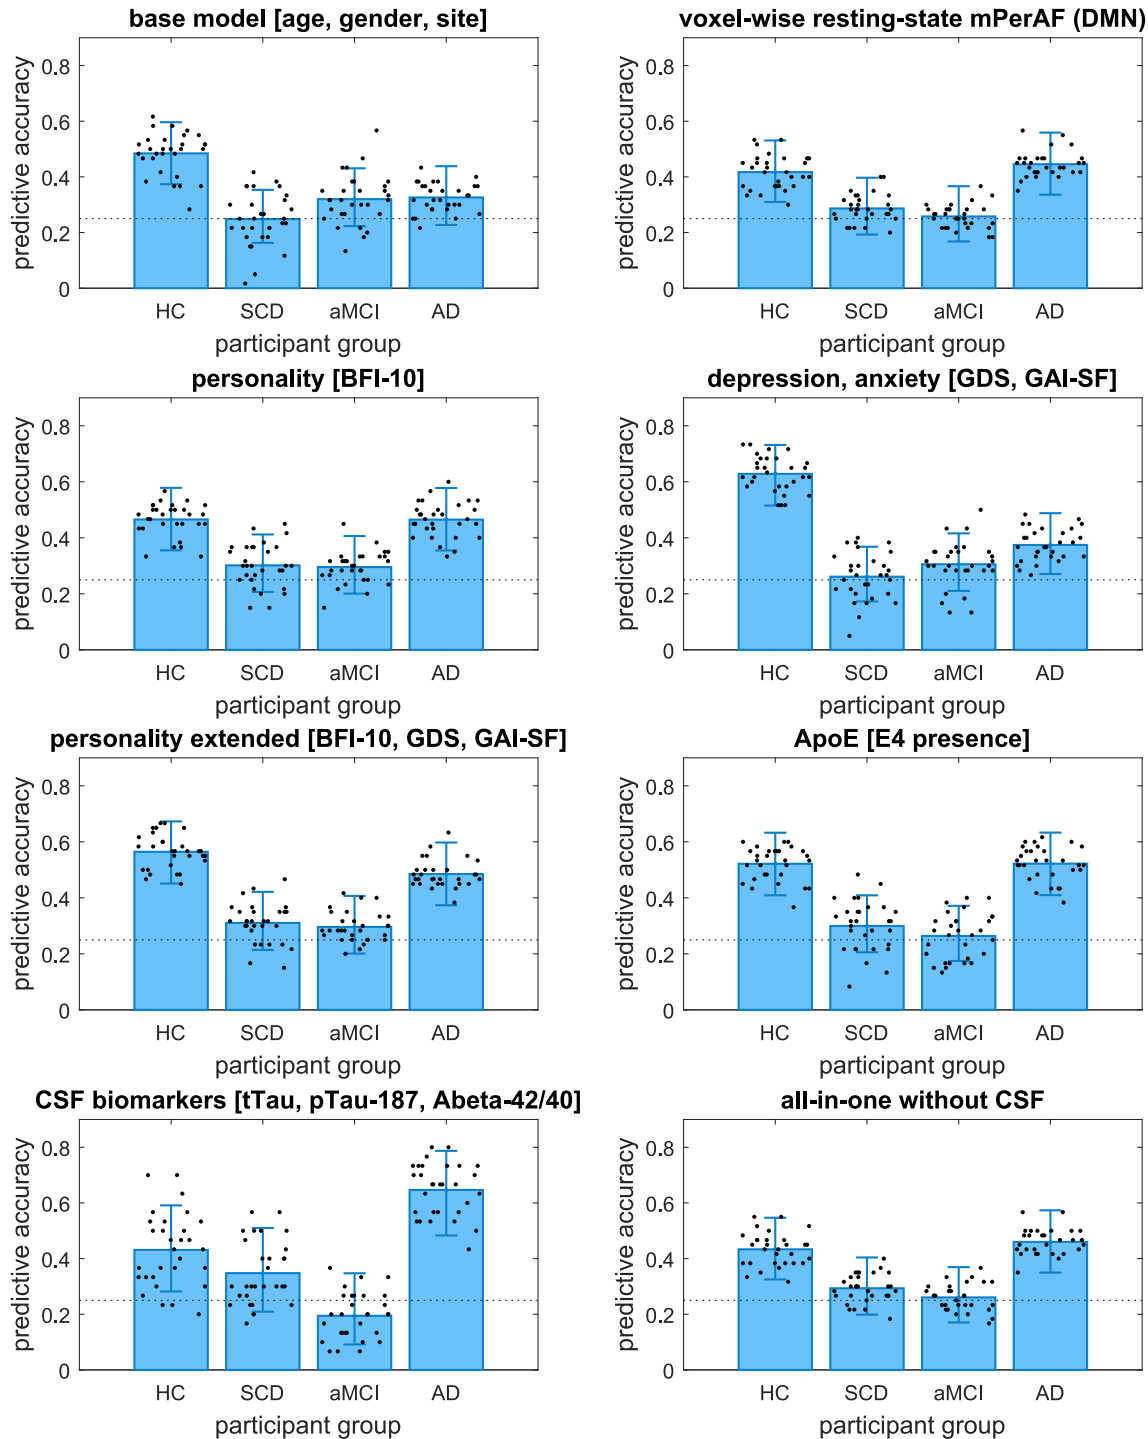 base model [age, gender, site]
predictive accuracy
0.8
0.6
0.4
0.2
0
HC SCD aMCI AD
participant group
voxel-wise resting-state mPerAF (DMN)
predictive accuracy
0.8
0.6
0.4
0.2
0
HC SCD aMCI AD
participant group
personality [BFI-10]
predictive accuracy
0.8
0.6
0.4
0.2
0
HC SCD aMCI AD
participant group
depression, anxiety [GDS, GAI-SF]
predictive accuracy
0.8
0.6
0.4
0.2
0
HC SCD aMCI AD
participant group
personality extended [BFI-10, GDS, GAI-SF]
predictive accuracy
0.8
0.6
0.4
0.2
0
HC SCD aMCI AD
participant group
ApoE [E4 presence]
predictive accuracy
0.8
0.6
0.4
0.2
0
HC SCD aMCI AD
participant group
CSF biomarkers [tTau, pTau-187, Abeta-42/40]
predictive accuracy
0.8
0.6
0.4
0.2
0
HC SCD aMCI AD
participant group
all-in-one without CSF
predictive accuracy
0.8
0.6
0.4
0.2
0
HC SCD aMCI AD
participant group